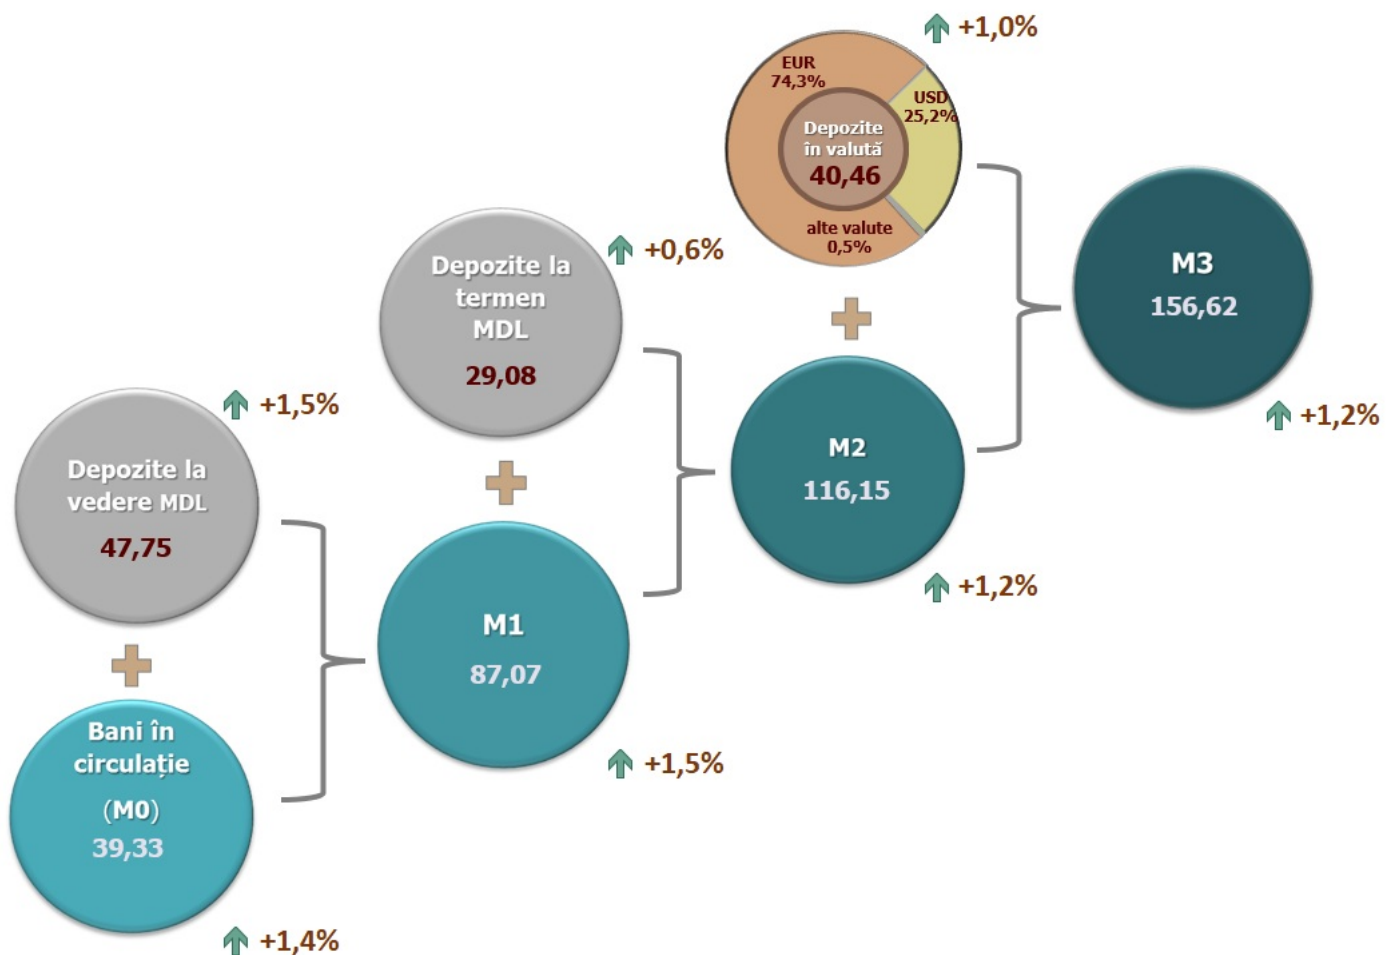 +1,0%
EUR
74,3%
USD
25,2%
Depozite
în valută
40,46
alte valute
0,5%
M3
156,62
+1,2%
Depozite la
termen
MDL
29,08
+0,6%
M2
116,15
+1,2%
Depozite la
vedere MDL
47,75
+1,5%
M1
87,07
+1,5%
Bani în
circulație
(M0)
39,33
+1,4%